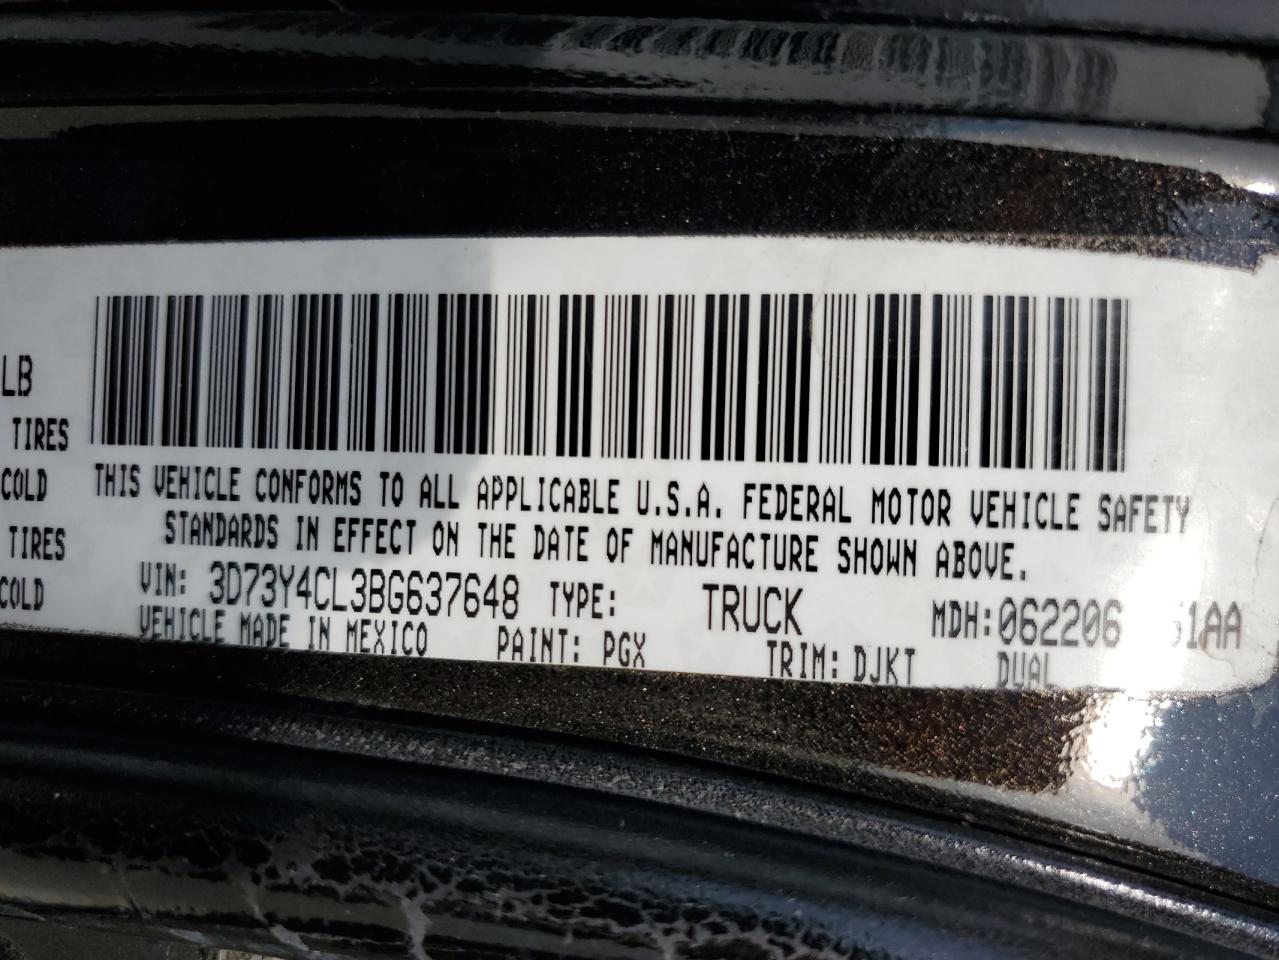 LB
TIRES
COLD
TIRES
COLD
THIS VEHICLE CONFORMS TO ALL APPLICABLE U.S.A. FEDERAL MOTOR VEHICLE SAFETY
STANDARDS IN EFFECT ON THE DATE OF MANUFACTURE SHOWN ABOVE.
VIN: 3D73Y4CL3BG637648 TYPE: TRUCK MDH:
VEHICLE MADE IN MEXICO PAINT: PGX TRIM: DJKT DUAL